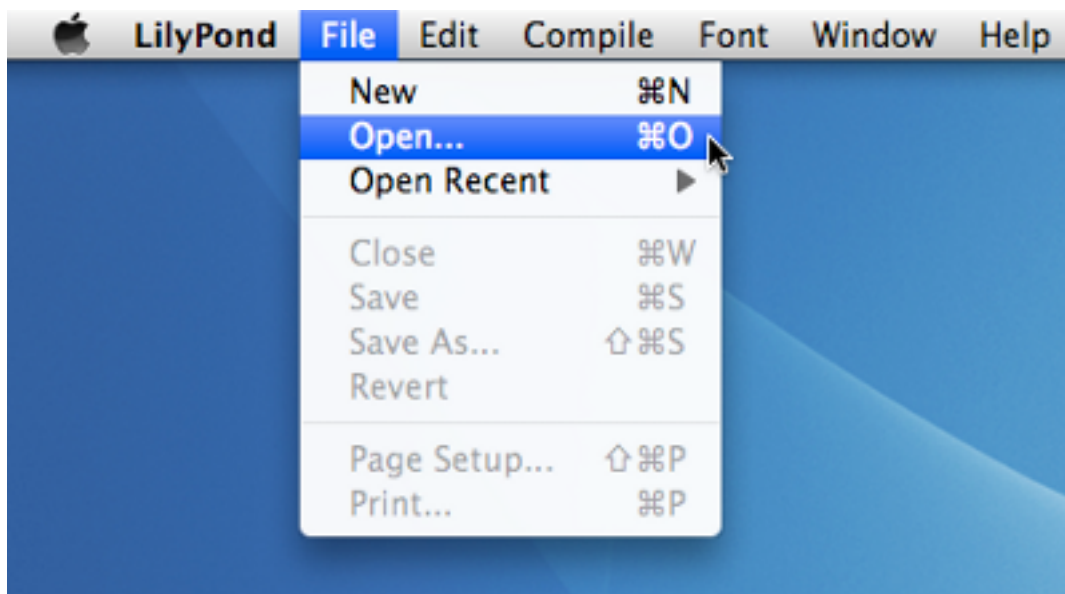 LilyPond File Edit Compile Font Window Help
New ⌘N
Open... ⌘O
Open Recent ▶
Close ⌘W
Save ⌘S
Save As... ⇧⌘S
Revert
Page Setup... ⇧⌘P
Print... ⌘P